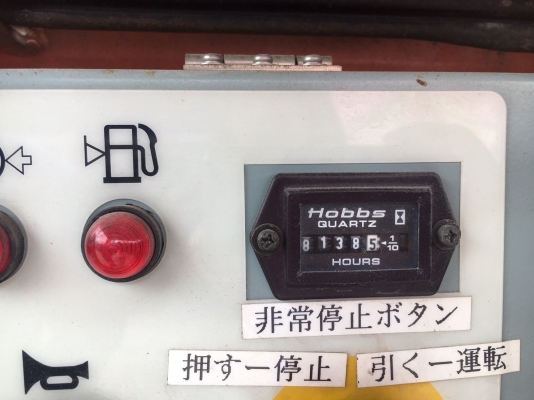 Hobbs
QUARTZ
8138 5 1/10
HOURS
非常停止ボタン
押すー停止
引くー運転